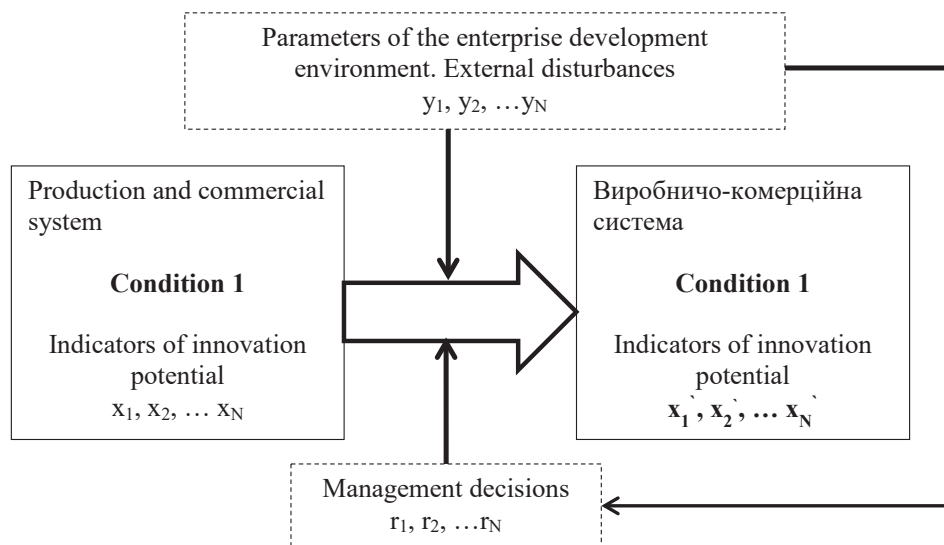 Parameters of the enterprise development
environment. External disturbances
y₁, y₂, …yN
Production and commercial
system
Condition 1
Indicators of innovation
potential
x₁, x₂, … xN
Виробничо-комерційна
система
Condition 1
Indicators of innovation
potential
x₁`, x₂`, … xN`
Management decisions
r₁, r₂, …rN